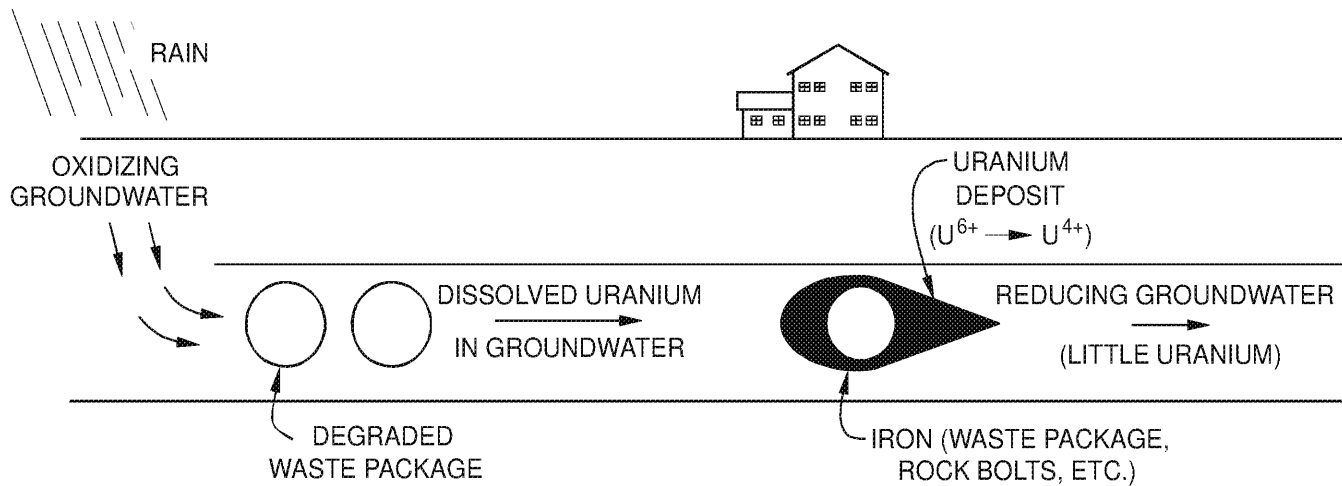 RAIN
OXIDIZING
GROUNDWATER
URANIUM
DEPOSIT
(U⁶⁺ → U⁴⁺)
DISSOLVED URANIUM
IN GROUNDWATER
REDUCING GROUNDWATER
(LITTLE URANIUM)
DEGRADED
WASTE PACKAGE
IRON (WASTE PACKAGE,
ROCK BOLTS, ETC.)